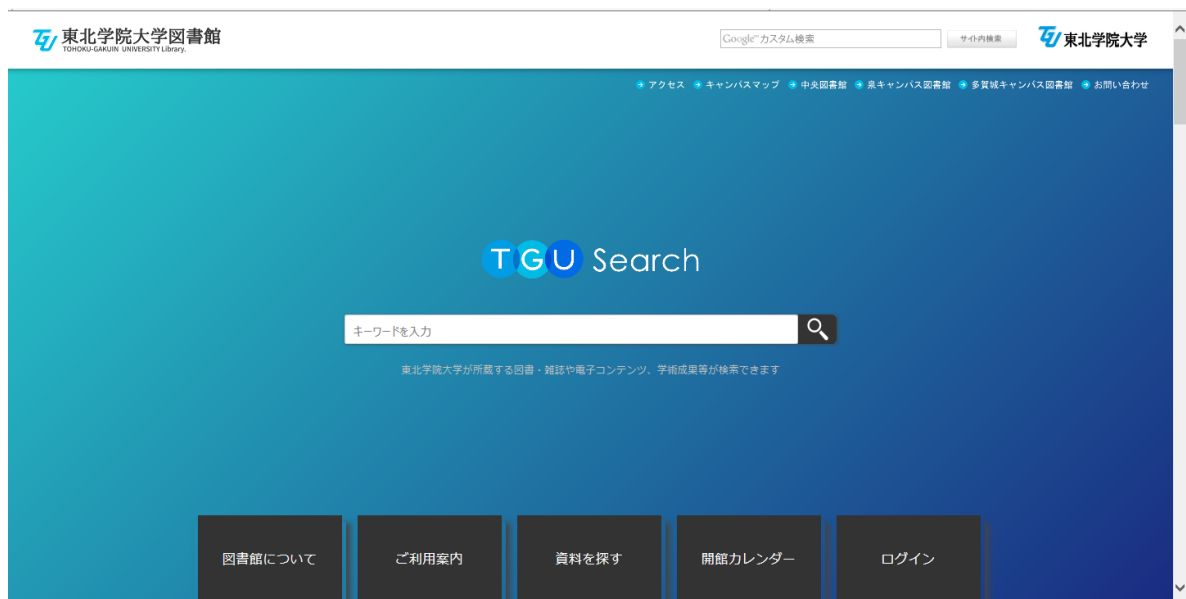 TG/ 東北学院大学図書館
TOHOKU-GAKUIN UNIVERSITY Library.
Google™カスタム検索
サイト内検索
TG/ 東北学院大学
アクセス キャンパスマップ 中央図書館 泉キャンパス図書館 多賀城キャンパス図書館 お問い合わせ
TGU Search
キーワードを入力
東北学院大学が所蔵する図書・雑誌や電子コンテンツ、学術成果等が検索できます
図書館について ご利用案内 資料を探す 開館カレンダー ログイン